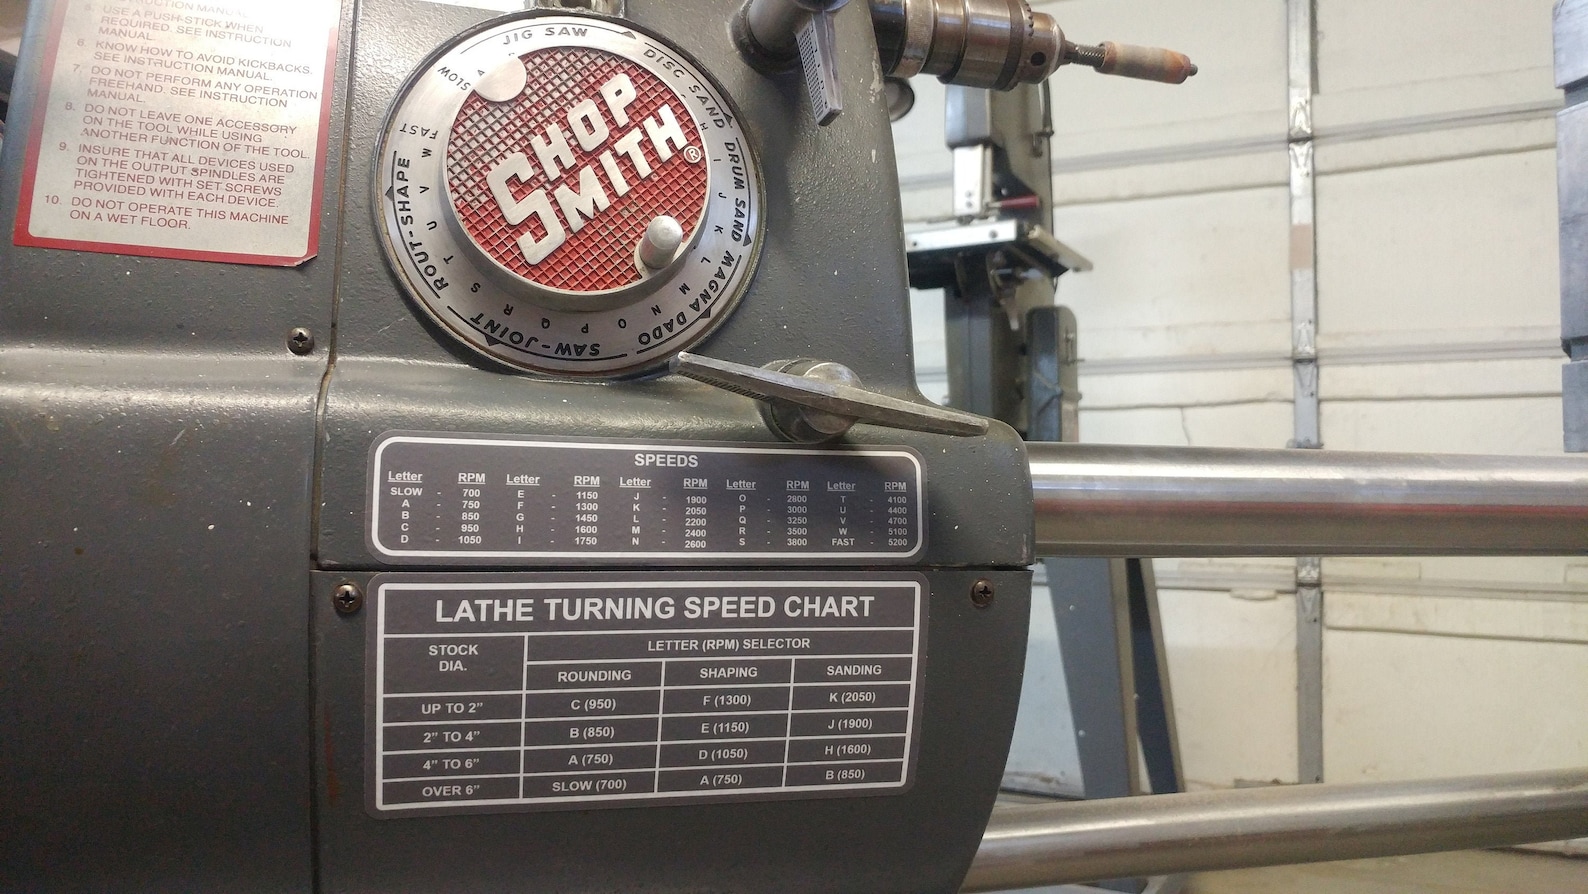 INSTRUCTION MANUAL.
USE A PUSH-STICK WHEN
REQUIRED. SEE INSTRUCTION
MANUAL.
6. KNOW HOW TO AVOID KICKBACKS.
SEE INSTRUCTION MANUAL.
7. DO NOT PERFORM ANY OPERATION
FREEHAND. SEE INSTRUCTION
MANUAL.
8. DO NOT LEAVE ONE ACCESSORY
ON THE TOOL WHILE USING
ANOTHER FUNCTION OF THE TOOL.
9. INSURE THAT ALL DEVICES USED
ON THE OUTPUT SPINDLES ARE
TIGHTENED WITH SET SCREWS
PROVIDED WITH EACH DEVICE.
10. DO NOT OPERATE THIS MACHINE
ON A WET FLOOR.
JIG SAW
DISC SAND
DRUM SAND
MAGNA DADO
SAW-JOINT
ROUT-SHAPE
SLOW A
H I J K L M N O P Q R S T U V W FAST
SHOP
SMITH®
SPEEDS
Letter RPM Letter RPM Letter RPM Letter RPM Letter RPM
SLOW - 700 E - 1150 J - 1900 O - 2800 T - 4100
A - 750 F - 1300 K - 2050 P - 3000 U - 4400
B - 850 G - 1450 L - 2200 Q - 3250 V - 4700
C - 950 H - 1600 M - 2400 R - 3500 W - 5100
D - 1050 I - 1750 N - 2600 S - 3800 FAST - 5200
LATHE TURNING SPEED CHART
STOCK
DIA.
LETTER (RPM) SELECTOR
ROUNDING SHAPING SANDING
UP TO 2” C (950) F (1300) K (2050)
2” TO 4” B (850) E (1150) J (1900)
4” TO 6” A (750) D (1050) H (1600)
OVER 6” SLOW (700) A (750) B (850)